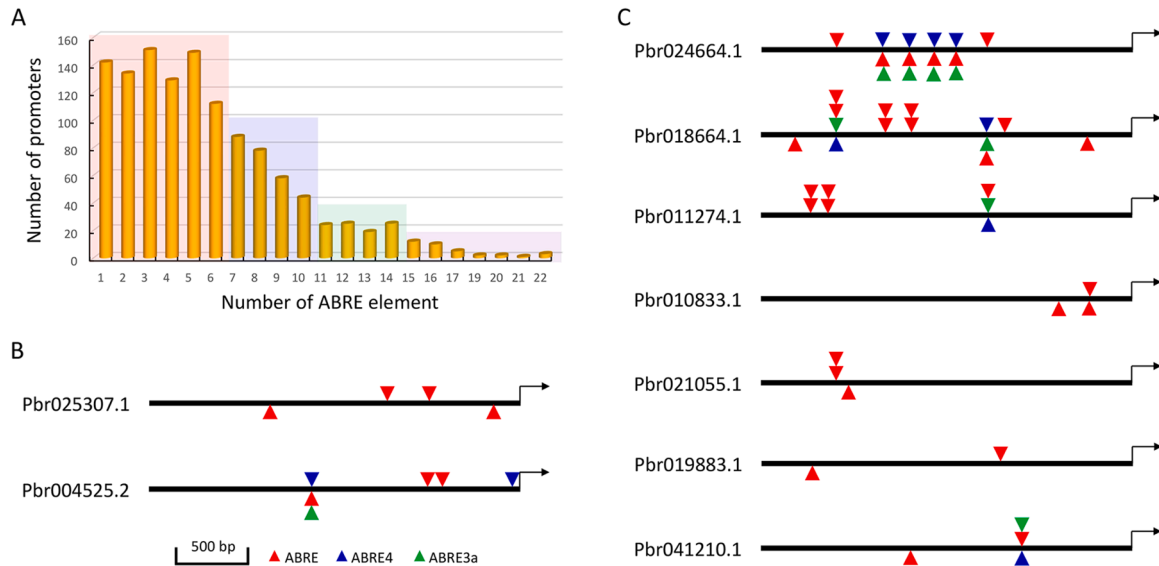 A
Number of promoters
160
140
120
100
80
60
40
20
0
1 2 3 4 5 6 7 8 9 10 11 12 13 14 15 16 17 19 20 21 22
Number of ABRE element
B
Pbr025307.1
Pbr004525.2
500 bp
ABRE ABRE4 ABRE3a
C
Pbr024664.1
Pbr018664.1
Pbr011274.1
Pbr010833.1
Pbr021055.1
Pbr019883.1
Pbr041210.1